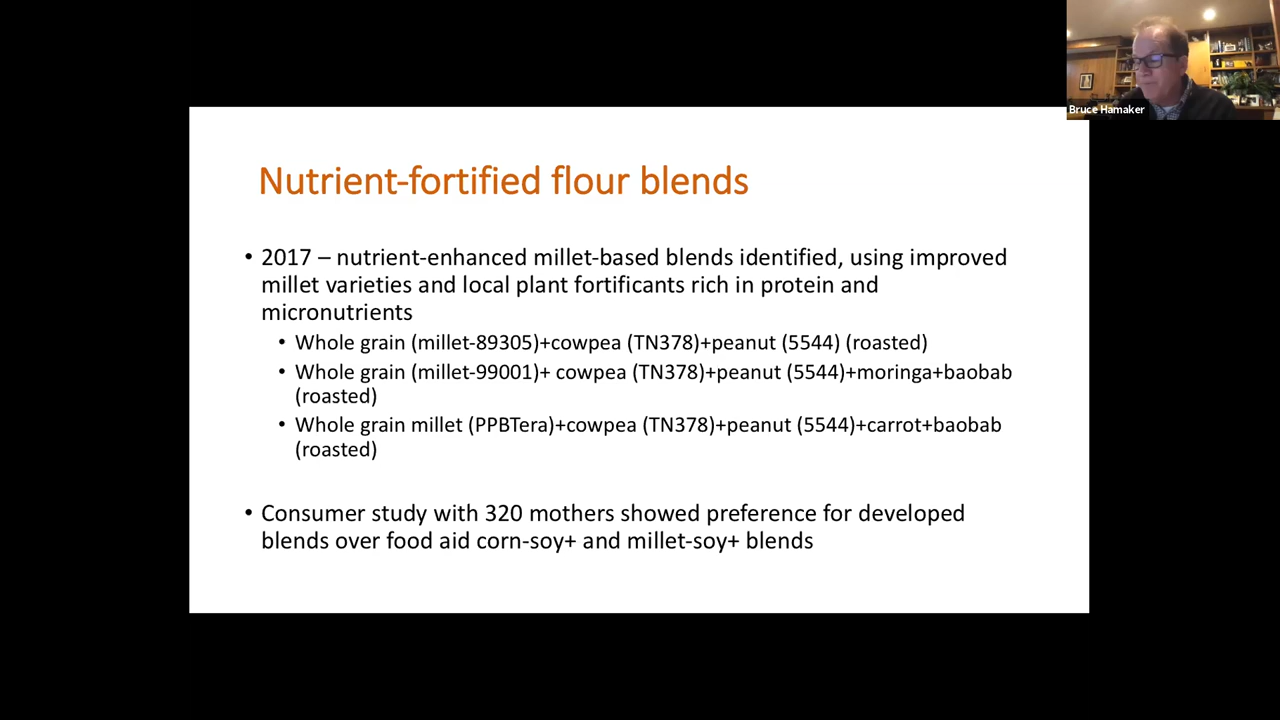 Bruce Hamaker
Nutrient-fortified flour blends
• 2017 – nutrient-enhanced millet-based blends identified, using improved
millet varieties and local plant fortificants rich in protein and
micronutrients
• Whole grain (millet-89305)+cowpea (TN378)+peanut (5544) (roasted)
• Whole grain (millet-99001)+ cowpea (TN378)+peanut (5544)+moringa+baobab
(roasted)
• Whole grain millet (PPBTera)+cowpea (TN378)+peanut (5544)+carrot+baobab
(roasted)
• Consumer study with 320 mothers showed preference for developed
blends over food aid corn-soy+ and millet-soy+ blends